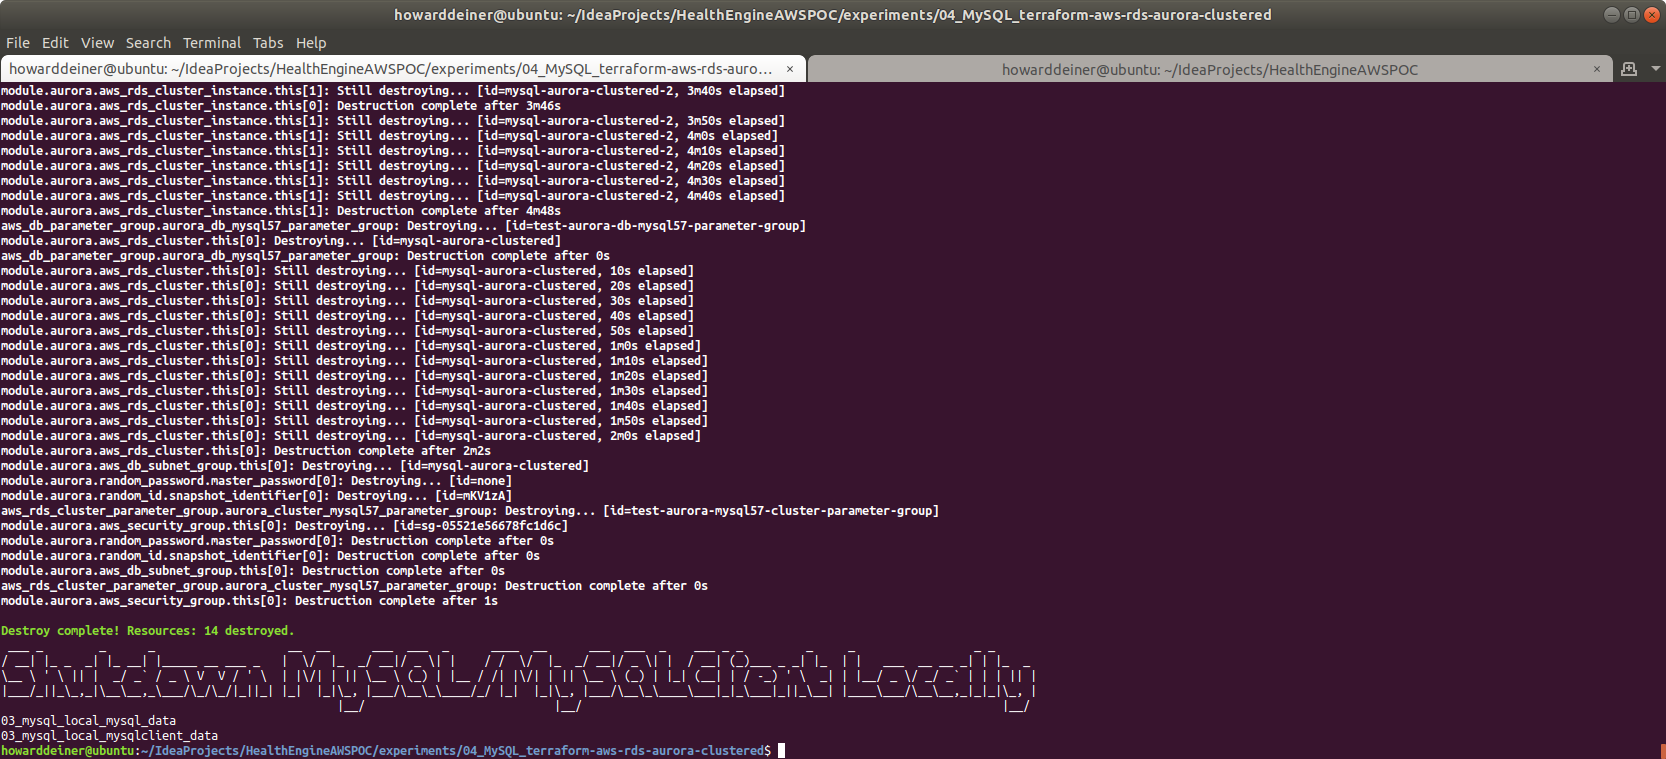 howarddeiner@ubuntu: ~/IdeaProjects/HealthEngineAWSPOC/experiments/04_MySQL_terraform-aws-rds-aurora-clustered
File Edit View Search Terminal Tabs Help
howarddeiner@ubuntu: ~/IdeaProjects/HealthEngineAWSPOC/experiments/04_MySQL_terraform-aws-rds-auro... ×
howarddeiner@ubuntu: ~/IdeaProjects/HealthEngineAWSPOC ×
module.aurora.aws_rds_cluster_instance.this[1]: Still destroying... [id=mysql-aurora-clustered-2, 3m40s elapsed]
module.aurora.aws_rds_cluster_instance.this[0]: Destruction complete after 3m46s
module.aurora.aws_rds_cluster_instance.this[1]: Still destroying... [id=mysql-aurora-clustered-2, 3m50s elapsed]
module.aurora.aws_rds_cluster_instance.this[1]: Still destroying... [id=mysql-aurora-clustered-2, 4m0s elapsed]
module.aurora.aws_rds_cluster_instance.this[1]: Still destroying... [id=mysql-aurora-clustered-2, 4m10s elapsed]
module.aurora.aws_rds_cluster_instance.this[1]: Still destroying... [id=mysql-aurora-clustered-2, 4m20s elapsed]
module.aurora.aws_rds_cluster_instance.this[1]: Still destroying... [id=mysql-aurora-clustered-2, 4m30s elapsed]
module.aurora.aws_rds_cluster_instance.this[1]: Still destroying... [id=mysql-aurora-clustered-2, 4m40s elapsed]
module.aurora.aws_rds_cluster_instance.this[1]: Destruction complete after 4m48s
aws_db_parameter_group.aurora_db_mysql57_parameter_group: Destroying... [id=test-aurora-db-mysql57-parameter-group]
module.aurora.aws_rds_cluster.this[0]: Destroying... [id=mysql-aurora-clustered]
aws_db_parameter_group.aurora_db_mysql57_parameter_group: Destruction complete after 0s
module.aurora.aws_rds_cluster.this[0]: Still destroying... [id=mysql-aurora-clustered, 10s elapsed]
module.aurora.aws_rds_cluster.this[0]: Still destroying... [id=mysql-aurora-clustered, 20s elapsed]
module.aurora.aws_rds_cluster.this[0]: Still destroying... [id=mysql-aurora-clustered, 30s elapsed]
module.aurora.aws_rds_cluster.this[0]: Still destroying... [id=mysql-aurora-clustered, 40s elapsed]
module.aurora.aws_rds_cluster.this[0]: Still destroying... [id=mysql-aurora-clustered, 50s elapsed]
module.aurora.aws_rds_cluster.this[0]: Still destroying... [id=mysql-aurora-clustered, 1m0s elapsed]
module.aurora.aws_rds_cluster.this[0]: Still destroying... [id=mysql-aurora-clustered, 1m10s elapsed]
module.aurora.aws_rds_cluster.this[0]: Still destroying... [id=mysql-aurora-clustered, 1m20s elapsed]
module.aurora.aws_rds_cluster.this[0]: Still destroying... [id=mysql-aurora-clustered, 1m30s elapsed]
module.aurora.aws_rds_cluster.this[0]: Still destroying... [id=mysql-aurora-clustered, 1m40s elapsed]
module.aurora.aws_rds_cluster.this[0]: Still destroying... [id=mysql-aurora-clustered, 1m50s elapsed]
module.aurora.aws_rds_cluster.this[0]: Still destroying... [id=mysql-aurora-clustered, 2m0s elapsed]
module.aurora.aws_rds_cluster.this[0]: Destruction complete after 2m2s
module.aurora.aws_db_subnet_group.this[0]: Destroying... [id=mysql-aurora-clustered]
module.aurora.random_password.master_password[0]: Destroying... [id=none]
module.aurora.random_id.snapshot_identifier[0]: Destroying... [id=mKV1zA]
aws_rds_cluster_parameter_group.aurora_cluster_mysql57_parameter_group: Destroying... [id=test-aurora-mysql57-cluster-parameter-group]
module.aurora.aws_security_group.this[0]: Destroying... [id=sg-05521e56678fc1d6c]
module.aurora.random_password.master_password[0]: Destruction complete after 0s
module.aurora.random_id.snapshot_identifier[0]: Destruction complete after 0s
module.aurora.aws_db_subnet_group.this[0]: Destruction complete after 0s
aws_rds_cluster_parameter_group.aurora_cluster_mysql57_parameter_group: Destruction complete after 0s
module.aurora.aws_security_group.this[0]: Destruction complete after 1s
Destroy complete! Resources: 14 destroyed.
Shutdown MySQL/MySQL-Client Locally
03_mysql_local_mysql_data
03_mysql_local_mysqlclient_data
howarddeiner@ubuntu:~/IdeaProjects/HealthEngineAWSPOC/experiments/04_MySQL_terraform-aws-rds-aurora-clustered$